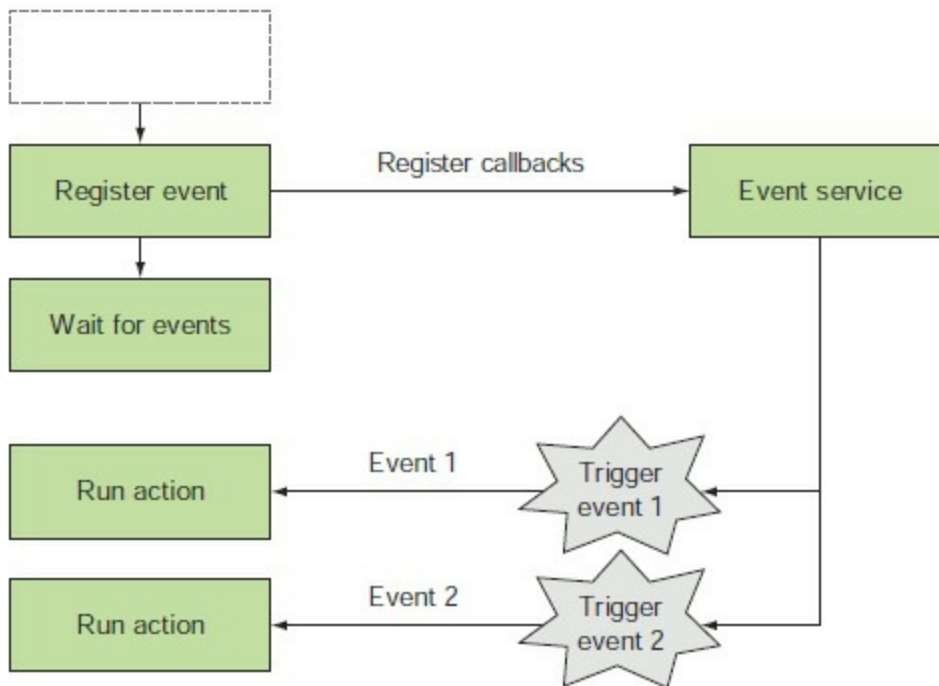 Register callbacks
Register event
Event service
Wait for events
Event 1
Trigger
event 1
Run action
Event 2
Trigger
event 2
Run action